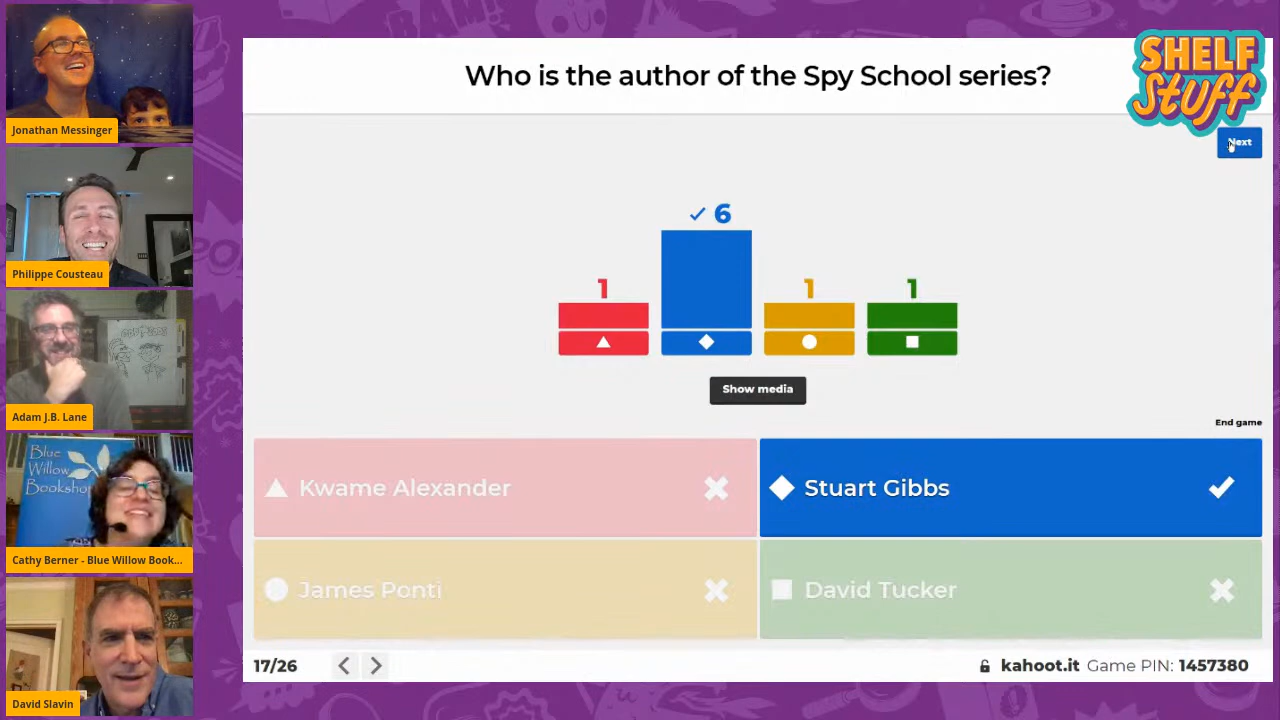 Jonathan Messinger
Philippe Cousteau
Adam J.B. Lane
Blue
Willow
Bookshop
Cathy Berner - Blue Willow Book...
David Slavin
Who is the author of the Spy School series?
SHELF
STUFF
Next
1
6
1
1
Show media
End game
Kwame Alexander
Stuart Gibbs
James Ponti
David Tucker
17/26
kahoot.it Game PIN: 1457380